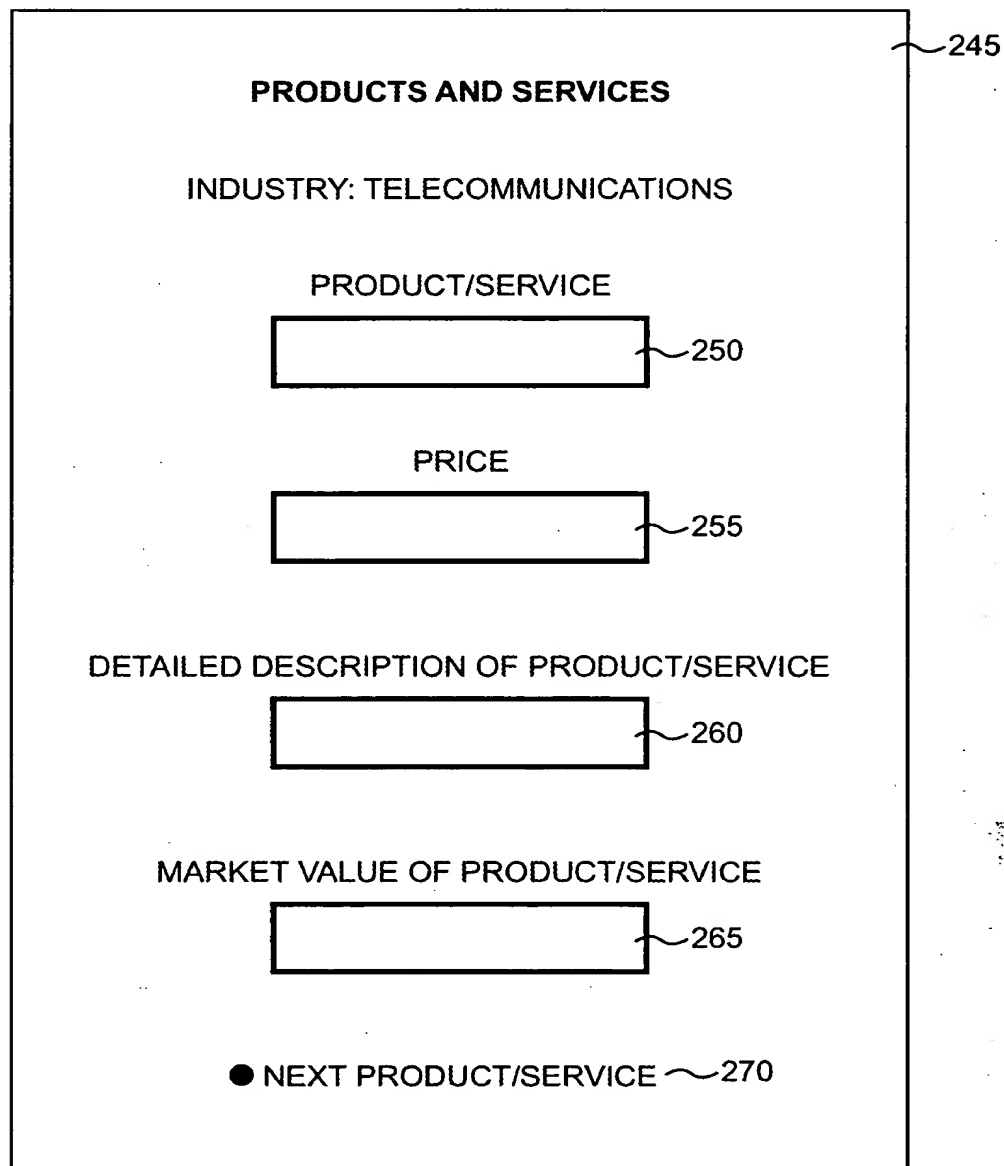 245
PRODUCTS AND SERVICES
INDUSTRY: TELECOMMUNICATIONS
PRODUCT/SERVICE
250
PRICE
255
DETAILED DESCRIPTION OF PRODUCT/SERVICE
260
MARKET VALUE OF PRODUCT/SERVICE
265
● NEXT PRODUCT/SERVICE 270